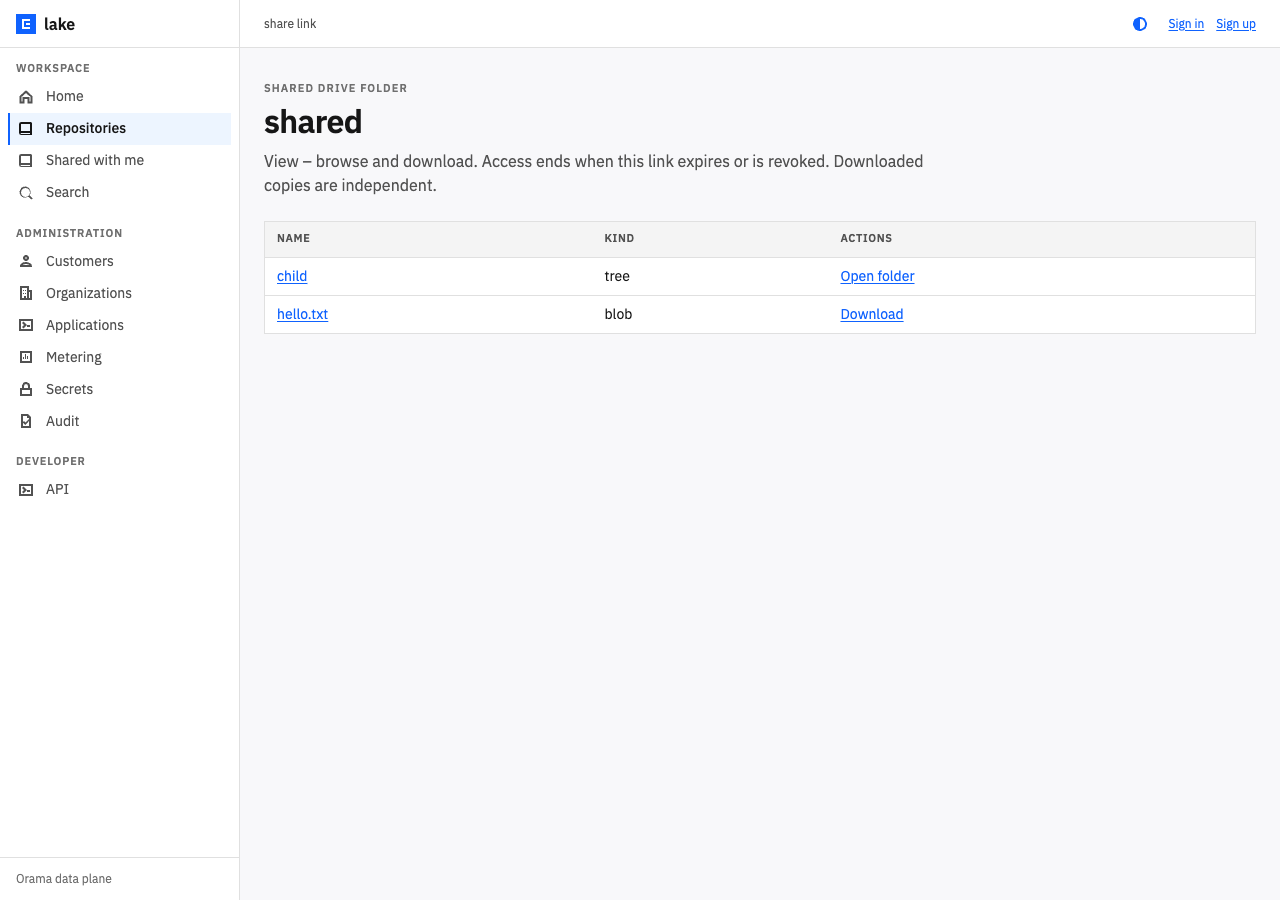 lake
share link
Sign in
Sign up
WORKSPACE
Home
Repositories
Shared with me
Search
ADMINISTRATION
Customers
Organizations
Applications
Metering
Secrets
Audit
DEVELOPER
API
Orama data plane
SHARED DRIVE FOLDER
shared
View – browse and download. Access ends when this link expires or is revoked. Downloaded
copies are independent.
NAME KIND ACTIONS
child tree Open folder
hello.txt blob Download